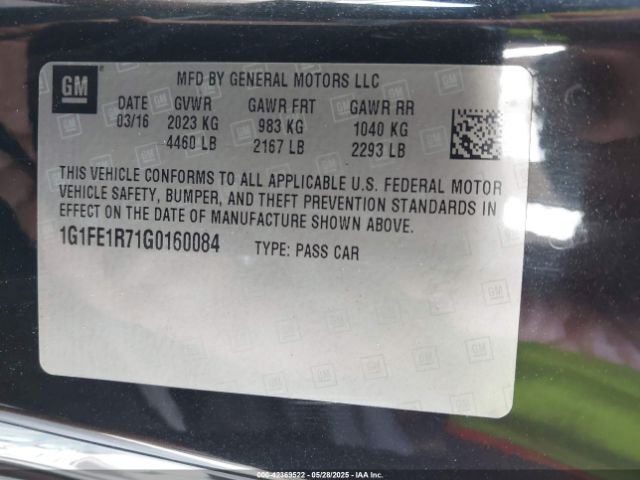 GM
MFD BY GENERAL MOTORS LLC
DATE GVWR GAWR FRT GAWR RR
03/16 2023 KG 983 KG 1040 KG
4460 LB 2167 LB 2293 LB
THIS VEHICLE CONFORMS TO ALL APPLICABLE U.S. FEDERAL MOTOR
VEHICLE SAFETY, BUMPER, AND THEFT PREVENTION STANDARDS IN
EFFECT ON THE DATE OF MANUFACTURE SHOWN ABOVE.
1G1FE1R71G0160084 TYPE: PASS CAR
000-42369522 - 05/28/2025 - IAA Inc.